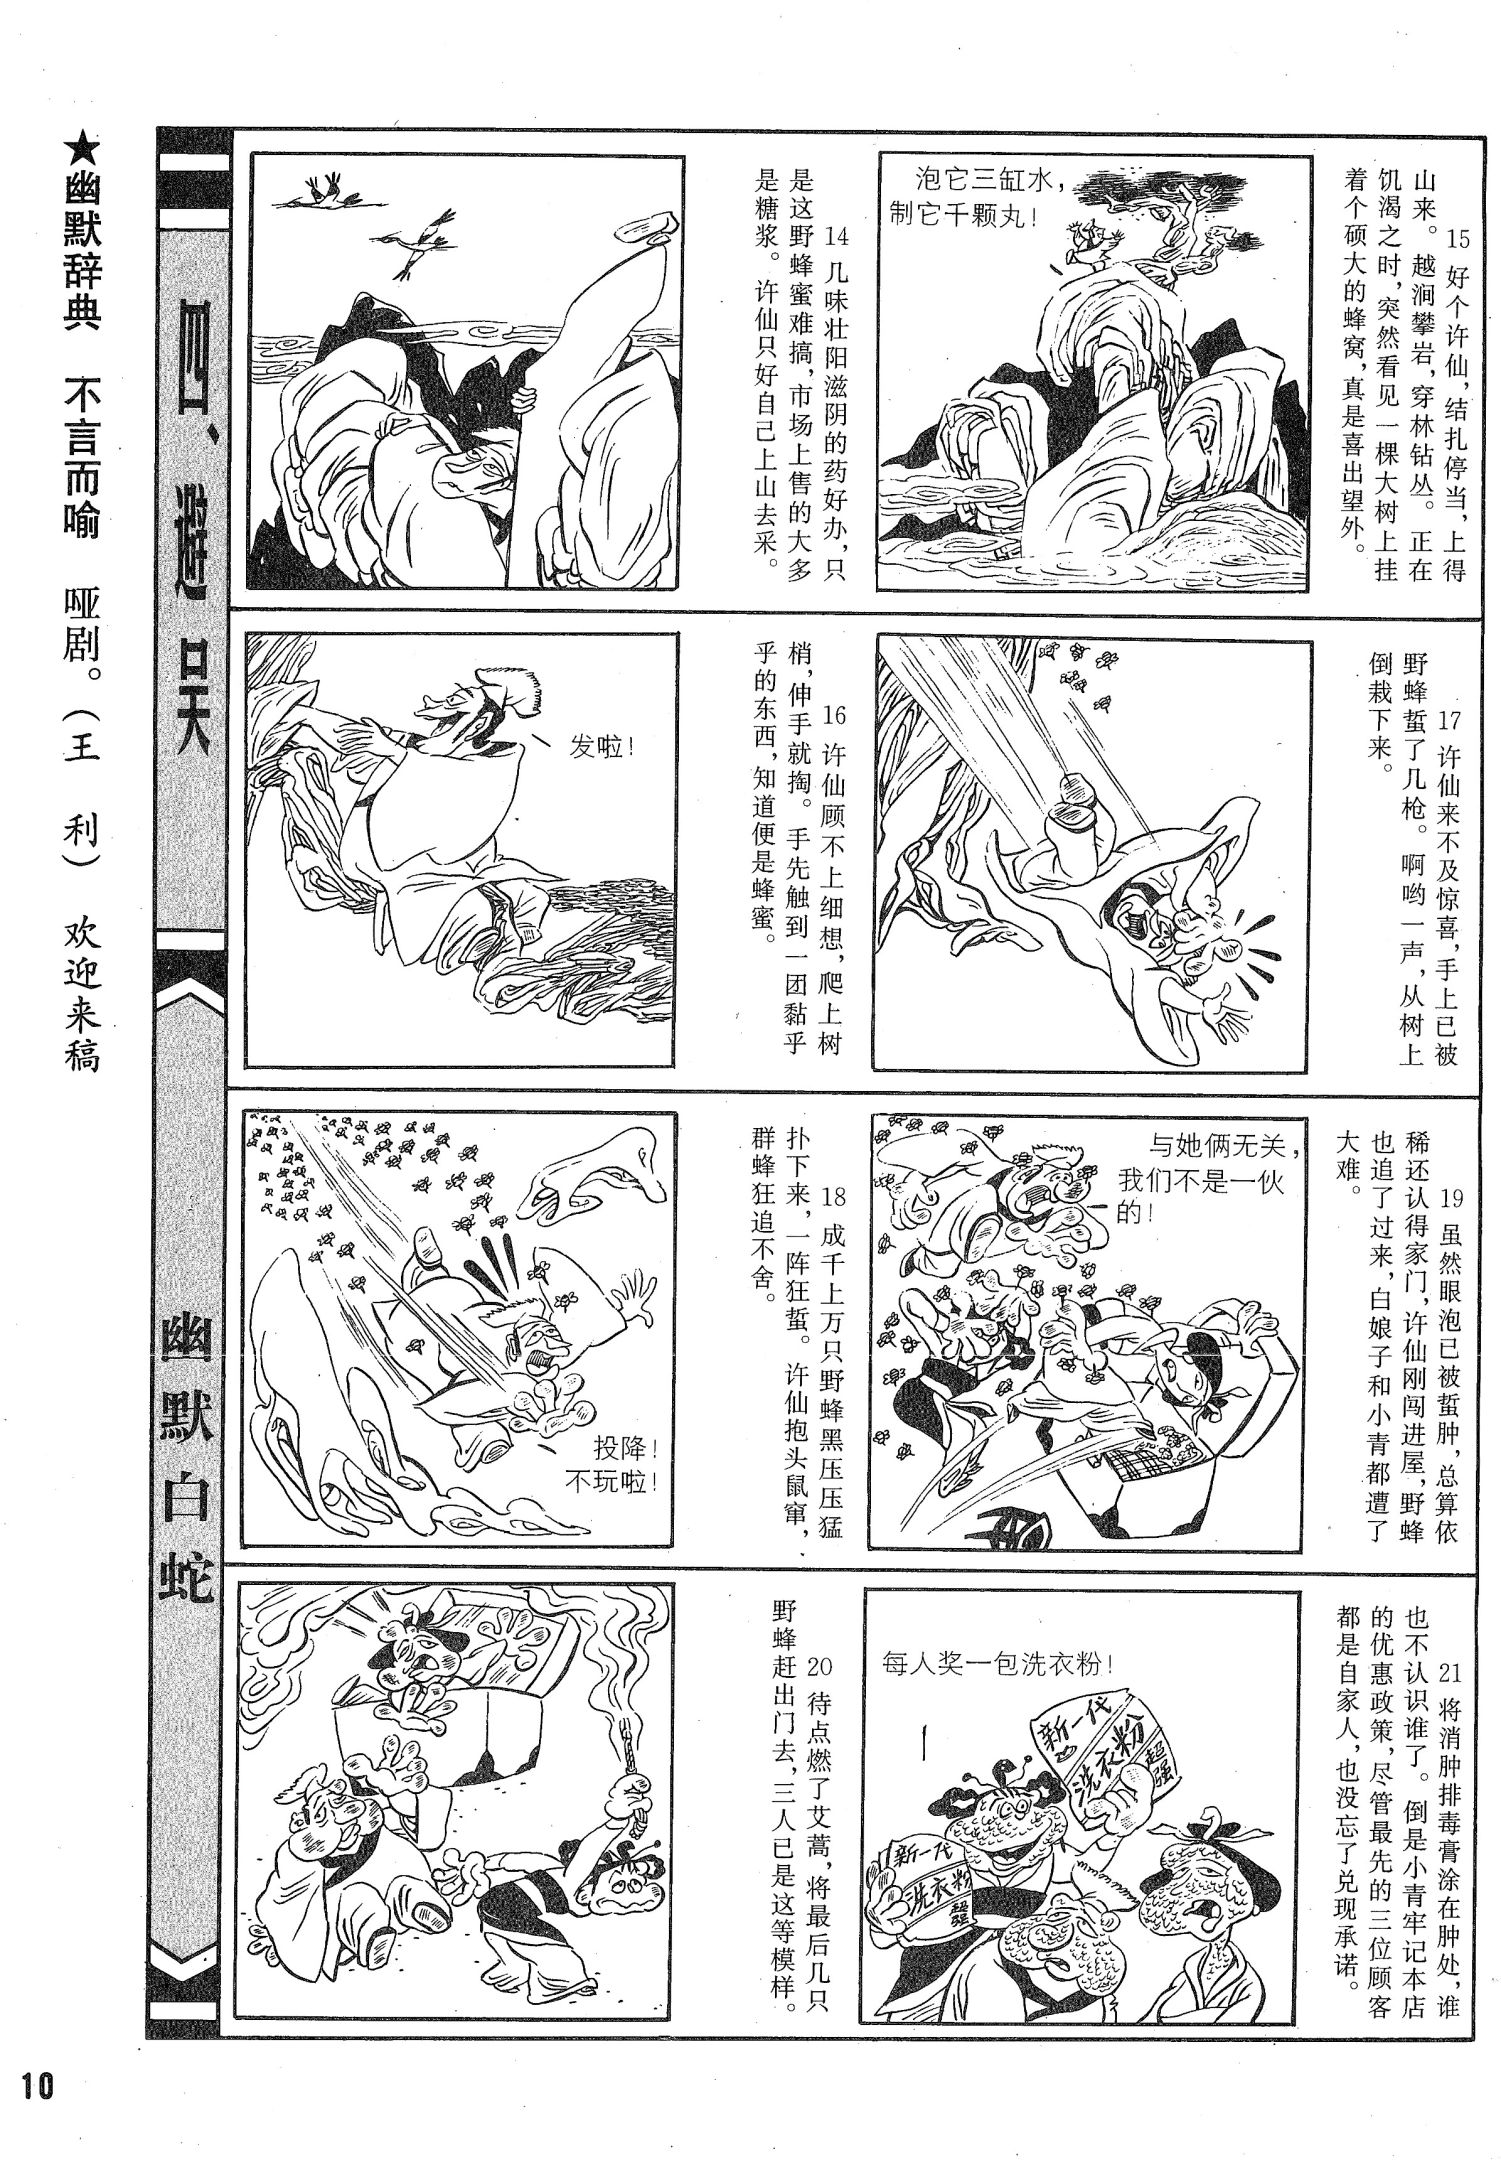 ★幽默辞典 不言而喻 哑剧。(王 利) 欢迎来稿
四、避 吴
幽默白蛇
14 几味壮阳滋阴的药好办,只
是这野蜂蜜难搞,市场上售的大多
是糖浆。许仙只好自己上山去采。
泡它三缸水,
制它千颗丸!
15 好个许仙,结扎停当,上得
山来。越涧攀岩,穿林钻丛。正在
饥渴之时,突然看见一棵大树上挂
着个硕大的蜂窝,真是喜出望外。
发啦!
16 许仙顾不上细想,爬上树
梢,伸手就掏。手先触到一团黏乎
乎的东西,知道便是蜂蜜。
17 许仙来不及惊喜,手上已被
野蜂蜇了几枪。啊哟一声,从树上
倒栽下来。
投降!
不玩啦!
18 成千上万只野蜂黑压压猛
扑下来,一阵狂蜇。许仙抱头鼠窜,
群蜂狂追不舍。
与她俩无关,
我们不是一伙
的!
19 虽然眼泡已被蜇肿,总算依
稀还认得家门,许仙刚闯进屋,野蜂
也追了过来,白娘子和小青都遭了
大难。
20 待点燃了艾蒿,将最后几只
野蜂赶出门去,三人已是这等模样。
每人奖一包洗衣粉!
新一代
洗衣粉
超强
新一代
洗衣粉
超强
21 将消肿排毒膏涂在肿处,谁
也不认识谁了。倒是小青牢记本店
的优惠政策,尽管最先的三位顾客
都是自家人,也没忘了兑现承诺。
10